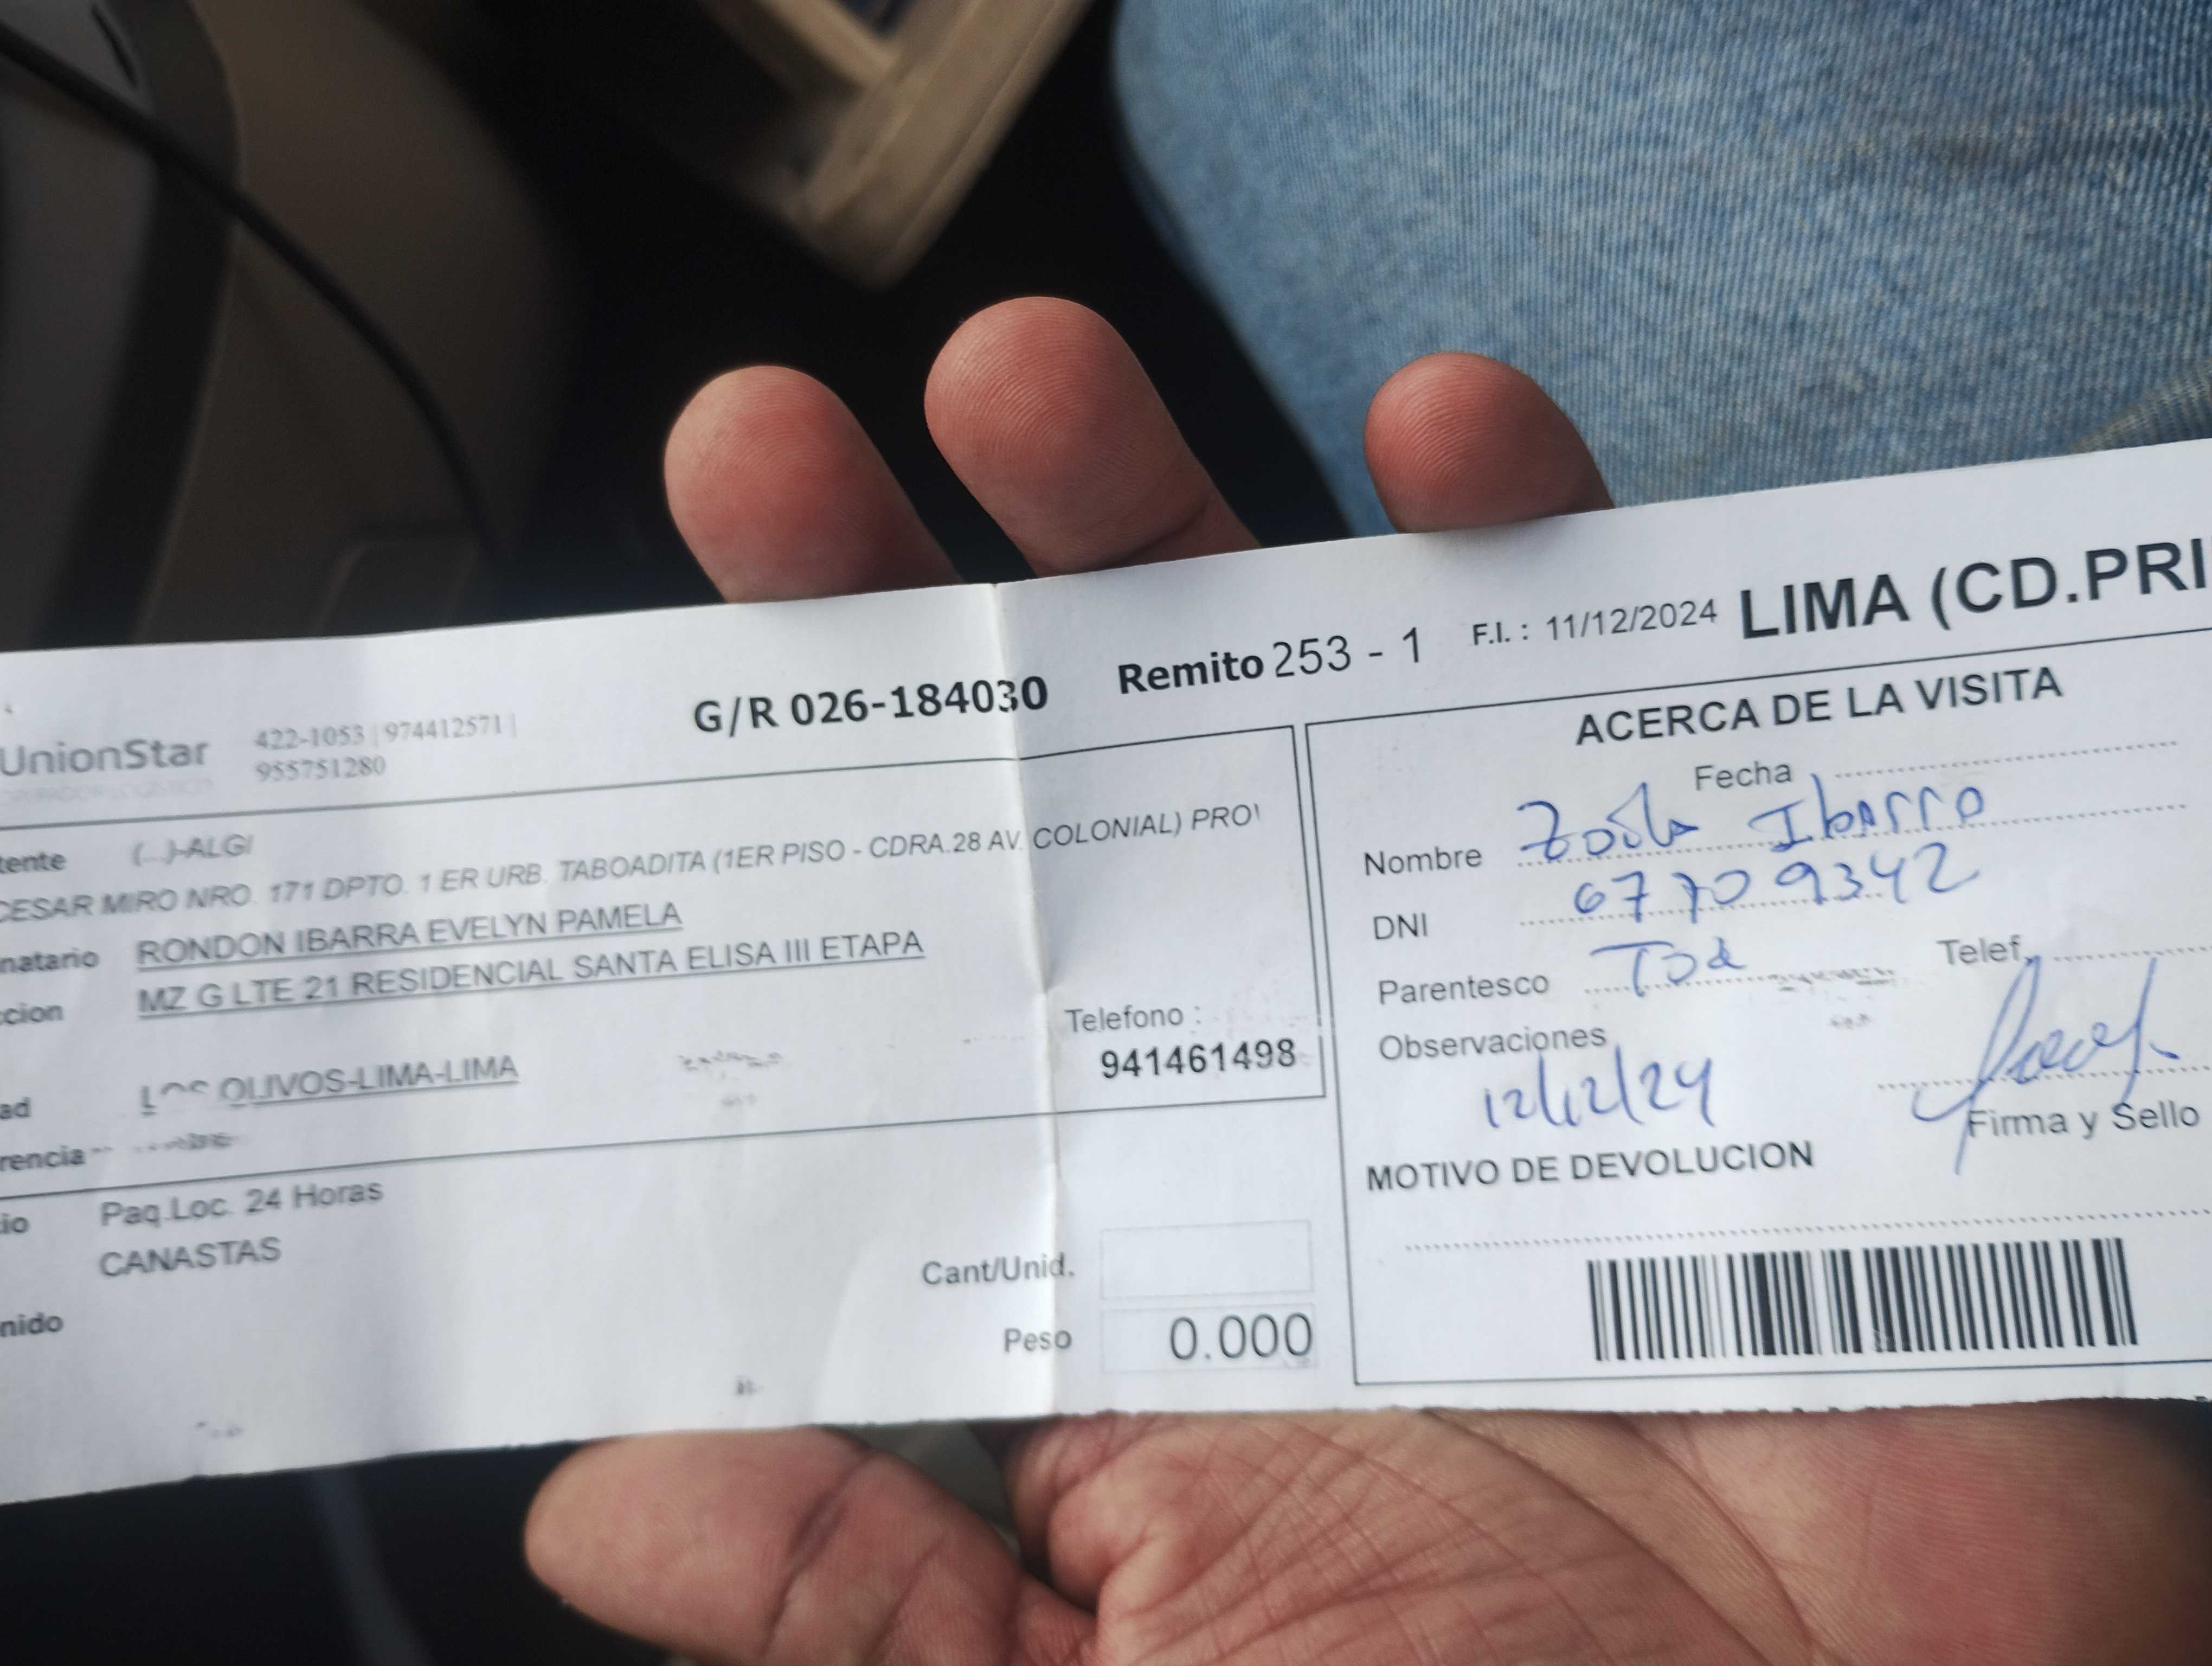 G/R 026-184030 Remito 253 - 1 F.I. : 11/12/2024 LIMA (CD.PRI
UnionStar 422-1053 | 974412571 |
955751280
tente (...)-ALGI
CESAR MIRO NRO. 171 DPTO. 1 ER URB. TABOADITA (1ER PISO - CDRA.28 AV. COLONIAL) PROV
natario RONDON IBARRA EVELYN PAMELA
ccion MZ G LTE 21 RESIDENCIAL SANTA ELISA III ETAPA
Telefono :
941461498
ad LOS OLIVOS-LIMA-LIMA
rencia
io Paq.Loc. 24 Horas
CANASTAS
nido
Cant/Unid.
Peso 0.000
ACERCA DE LA VISITA
Fecha
Nombre Zoila Ibarra
DNI 67709342
Parentesco Telef.
Observaciones
12/12/24
Firma y Sello
MOTIVO DE DEVOLUCION